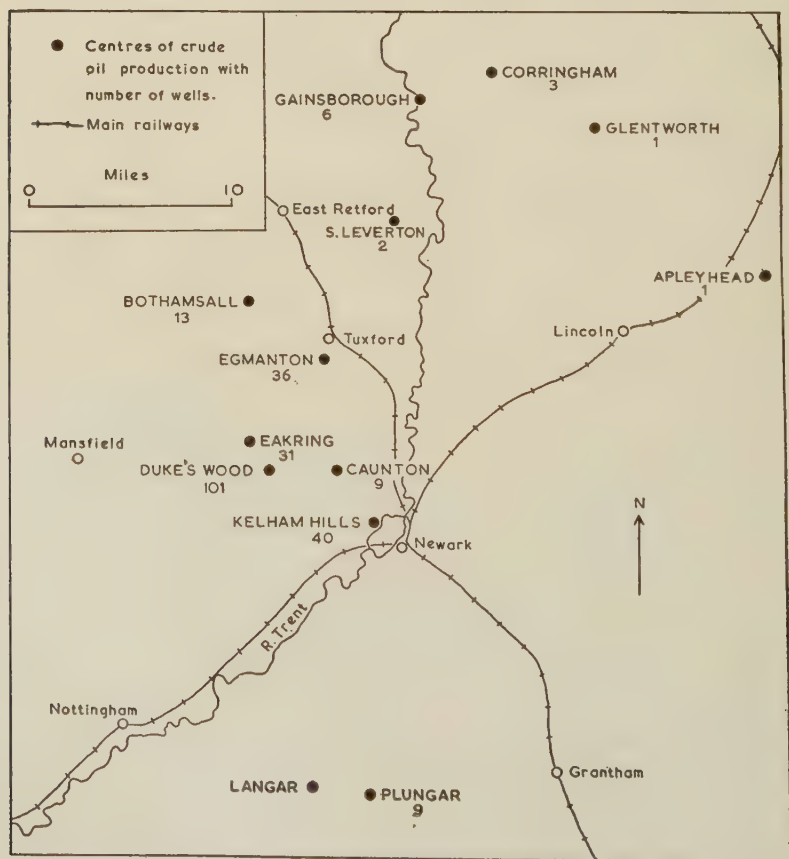 Centres of crude
pil production with
number of wells.
Main railways
Miles
0 10
CORRINGHAM
3
GAINSBOROUGH
6
GLENTWORTH
1
East Retford
S. LEVERTON
2
APLEYHEAD
1
BOTHAMSALL
13
Lincoln
Tuxford
EGMANTON
36
Mansfield
EAKRING
31
DUKE'S WOOD
101
CAUNTON
9
N
KELHAM HILLS
40
Newark
R. Trent
Nottingham
Grantham
LANGAR
PLUNGAR
9